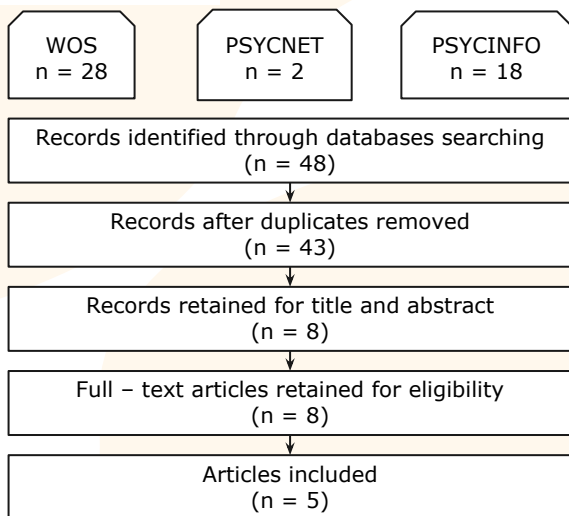 WOS
n = 28
PSYCNET
n = 2
PSYCINFO
n = 18
Records identified through databases searching
(n = 48)
Records after duplicates removed
(n = 43)
Records retained for title and abstract
(n = 8)
Full – text articles retained for eligibility
(n = 8)
Articles included
(n = 5)